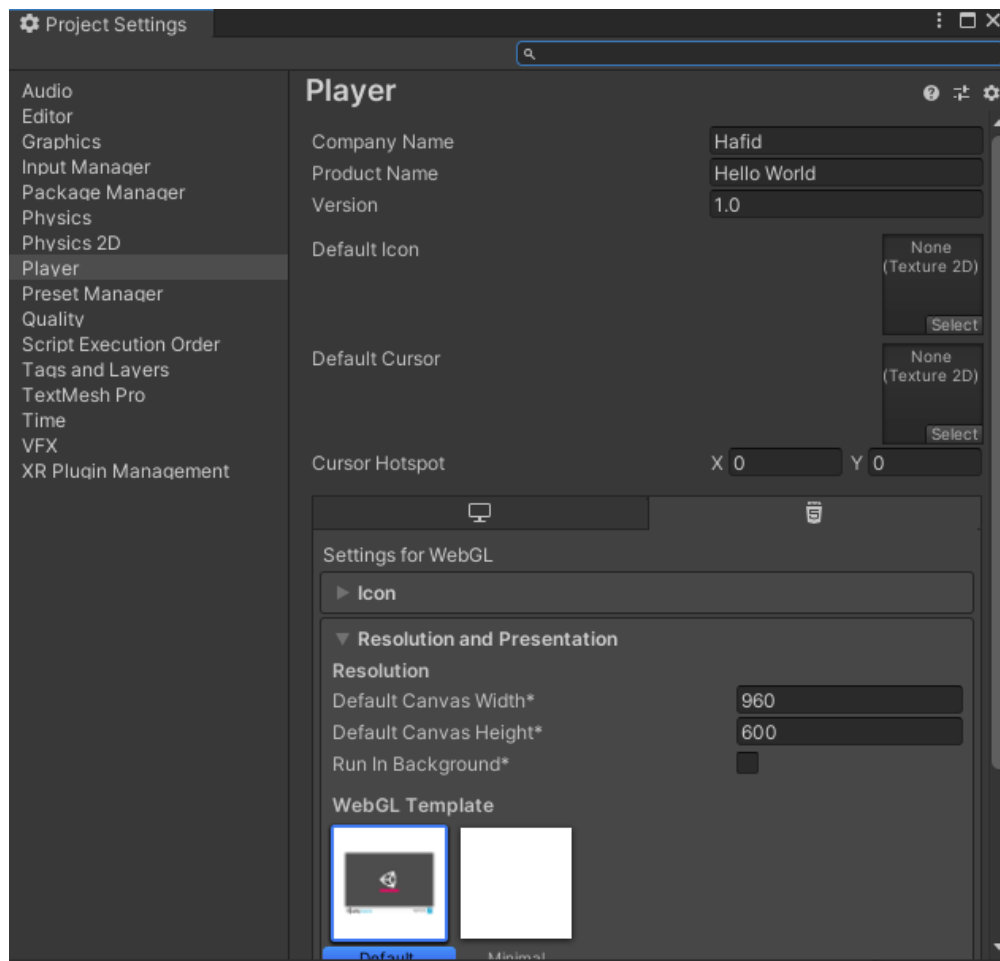 Project Settings
Audio
Editor
Graphics
Input Manager
Package Manager
Physics
Physics 2D
Player
Preset Manager
Quality
Script Execution Order
Tags and Layers
TextMesh Pro
Time
VFX
XR Plugin Management
Player
Company Name Hafid
Product Name Hello World
Version 1.0
Default Icon
None
(Texture 2D)
Select
Default Cursor
None
(Texture 2D)
Select
Cursor Hotspot X 0 Y 0
Settings for WebGL
Icon
Resolution and Presentation
Resolution
Default Canvas Width* 960
Default Canvas Height* 600
Run In Background*
WebGL Template
Default Minimal